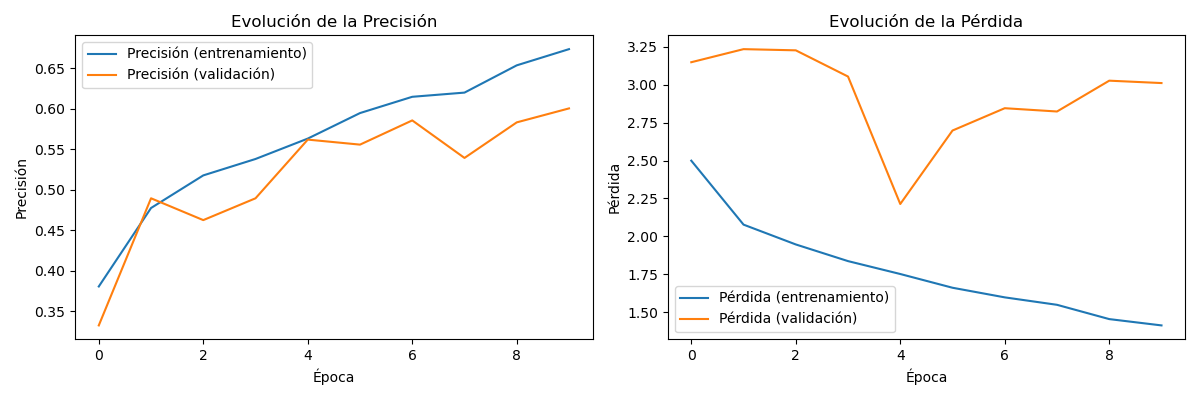 Evolución de la Precisión
Precisión (entrenamiento)
Precisión (validación)
0.65
0.60
0.55
0.50
0.45
0.40
0.35
Precisión
0
2
4
6
8
Época
Evolución de la Pérdida
3.25
3.00
2.75
2.50
2.25
2.00
1.75
1.50
Pérdida
Pérdida (entrenamiento)
Pérdida (validación)
0
2
4
6
8
Época